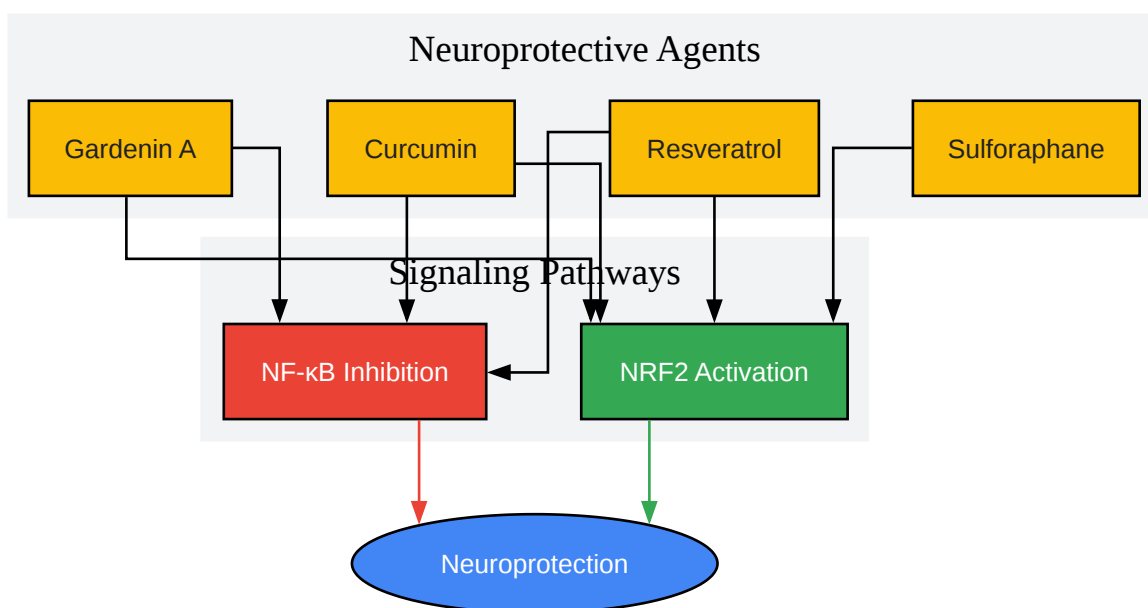 Neuroprotective Agents
Gardenin A
Curcumin
Resveratrol
Sulforaphane
Signaling Pathways
NF-κB Inhibition
NRF2 Activation
Neuroprotection